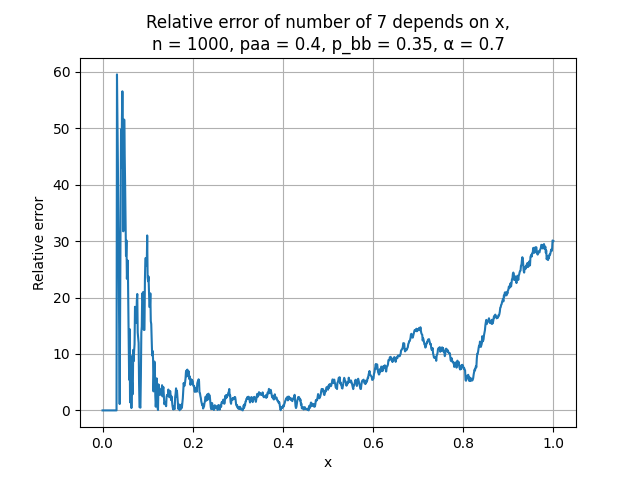 Relative error of number of 7 depends on x,
n = 1000, paa = 0.4, p_bb = 0.35, α = 0.7
60
50
40
30
20
10
0
Relative error
0.0 0.2 0.4 0.6 0.8 1.0
x